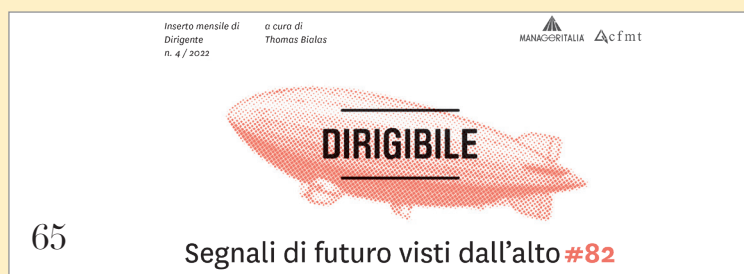 Inserto mensile di
Dirigente
n. 4 / 2022
a cura di
Thomas Bialas
MANAGERITALIA
cfmt
DIRIGIBILE
65
Segnali di futuro visti dall’alto #82